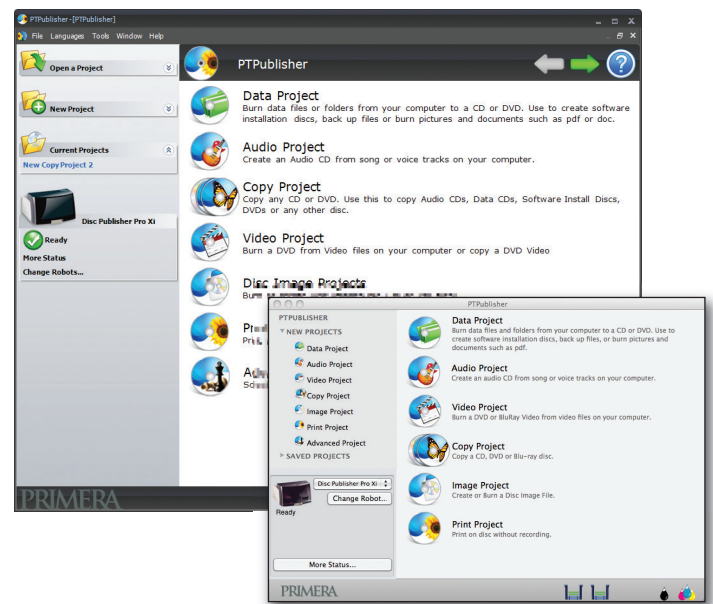 PTPublisher -[PTPublisher]
File Languages Tools Window Help
Open a Project
New Project
Current Projects
New Copy Project 2
Disc Publisher Pro Xi
Ready
More Status
Change Robots...
PTPublisher
Data Project
Burn data files or folders from your computer to a CD or DVD. Use to create software
installation discs, back up files or burn pictures and documents such as pdf or doc.
Audio Project
Create an Audio CD from song or voice tracks on your computer.
Copy Project
Copy any CD or DVD. Use this to copy Audio CDs, Data CDs, Software Install Discs,
DVDs or any other disc.
Video Project
Burn a DVD from Video files on your computer or copy a DVD Video
Disc Image Projects
PRIMERA
PTPublisher
PTPUBLISHER
NEW PROJECTS
Data Project
Audio Project
Video Project
Copy Project
Image Project
Print Project
Advanced Project
SAVED PROJECTS
Disc Publisher Pro Xi
Change Robot...
Ready
More Status...
Data Project
Burn data files and folders from your computer to a CD or DVD. Use to
create software installation discs, back up files, or burn pictures and
documents such as pdf.
Audio Project
Create an audio CD from song or voice tracks on your computer.
Video Project
Burn a DVD or BluRay Video from video files on your computer.
Copy Project
Copy a CD, DVD or Blu-ray disc.
Image Project
Create or Burn a Disc Image File.
Print Project
Print on disc without recording.
PRIMERA